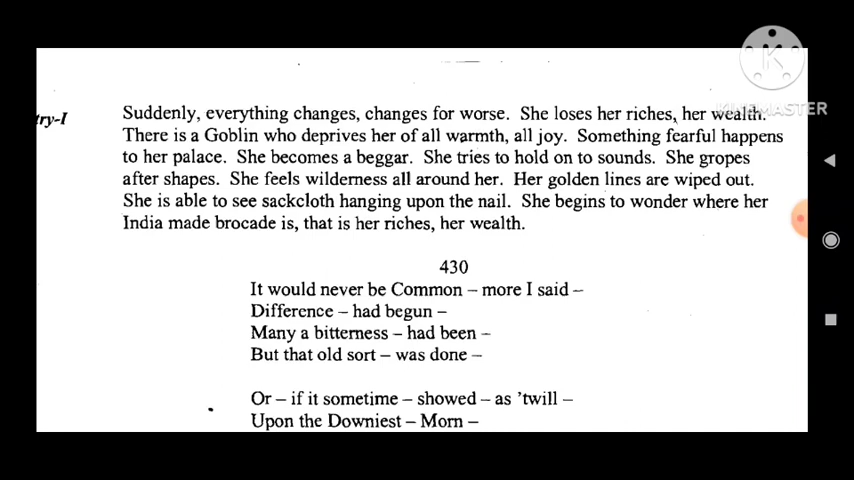 KINEMASTER
try-I
Suddenly, everything changes, changes for worse. She loses her riches, her wealth.
There is a Goblin who deprives her of all warmth, all joy. Something fearful happens
to her palace. She becomes a beggar. She tries to hold on to sounds. She gropes
after shapes. She feels wilderness all around her. Her golden lines are wiped out.
She is able to see sackcloth hanging upon the nail. She begins to wonder where her
India made brocade is, that is her riches, her wealth.
430
It would never be Common – more I said –
Difference – had begun –
Many a bitterness – had been –
But that old sort – was done –
Or – if it sometime – showed – as ’twill –
Upon the Downiest – Morn –